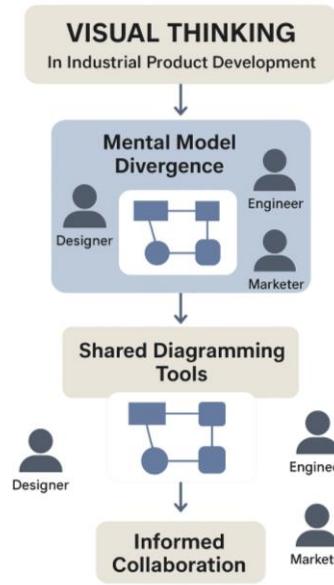 VISUAL THINKING
In Industrial Product Development
Mental Model
Divergence
Designer
Engineer
Marketer
Shared Diagramming
Tools
Designer
Enginee
Informed
Collaboration
Markete